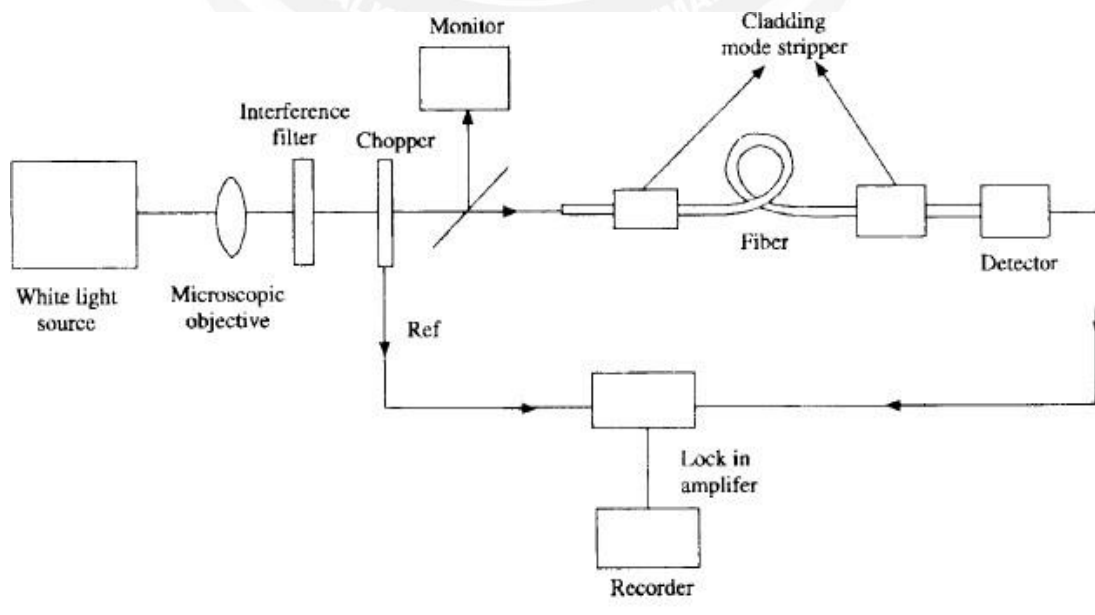 Monitor
Cladding
mode stripper
Interference
filter
Chopper
White light
source
Microscopic
objective
Fiber
Detector
Ref
Lock in
amplifer
Recorder